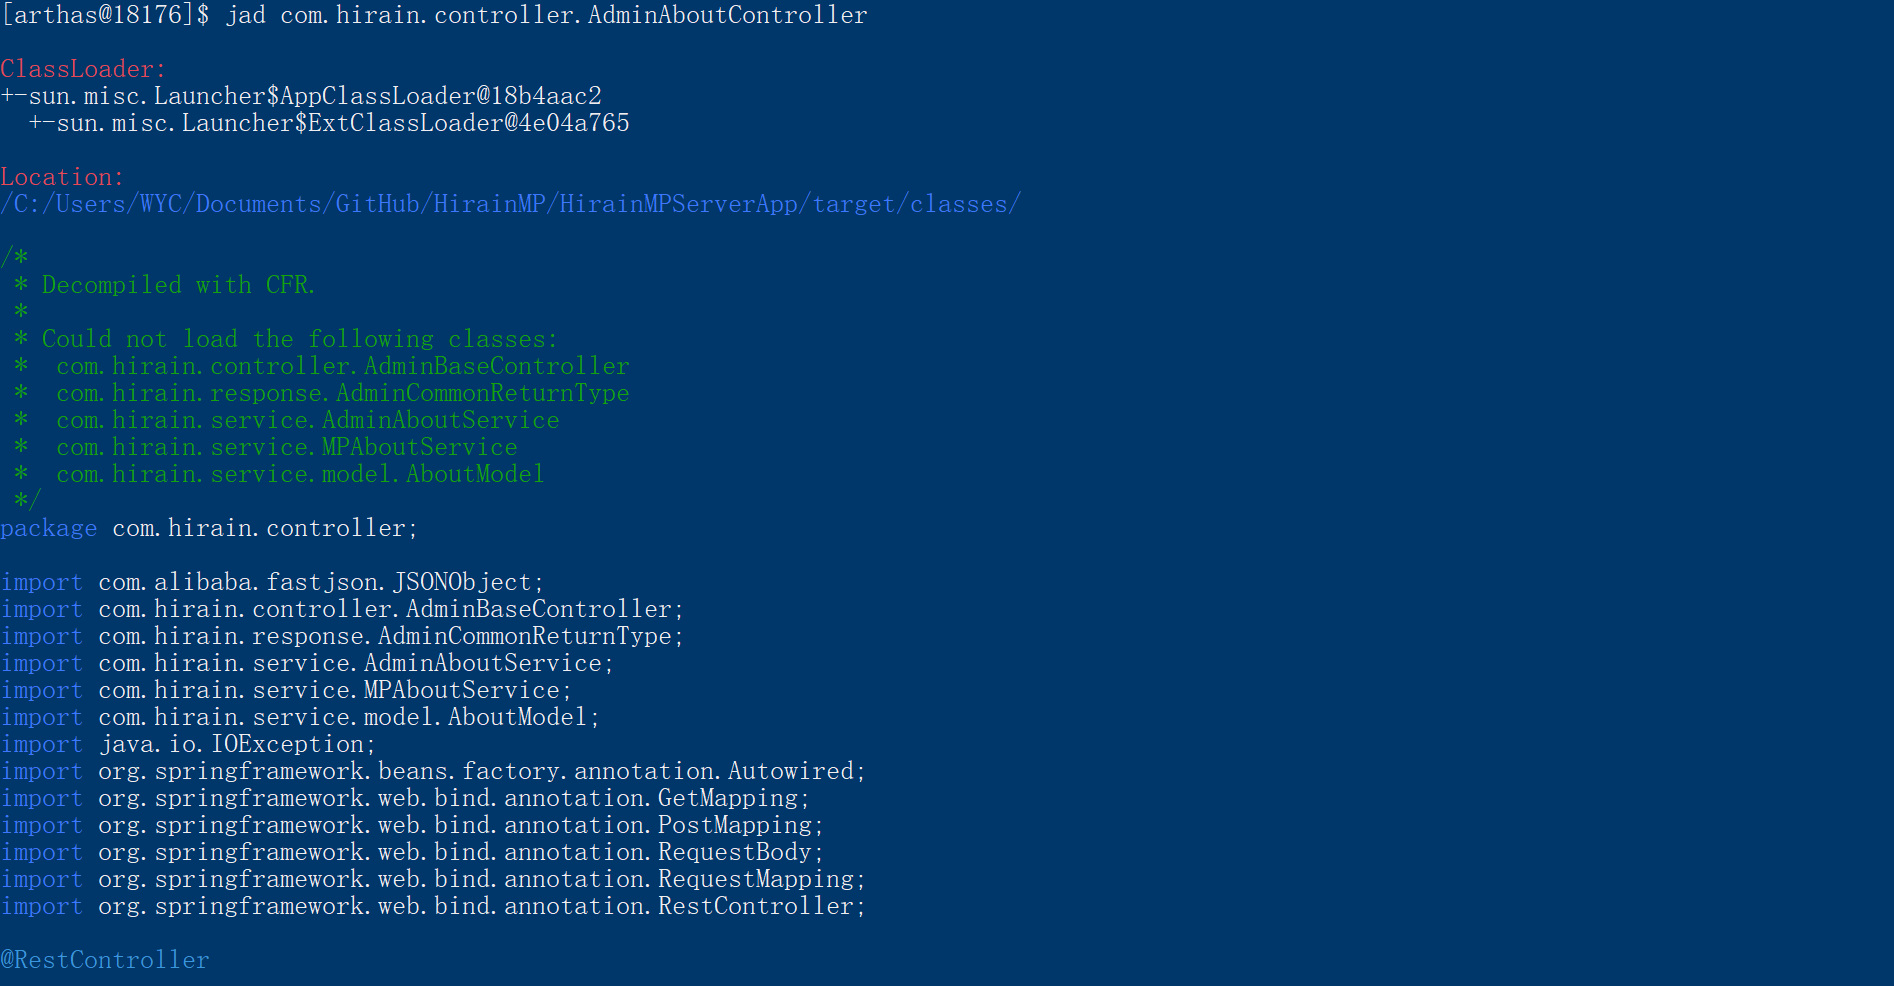 [arthas@18176]$ jad com.hirain.controller.AdminAboutController
ClassLoader:
+-sun.misc.Launcher$AppClassLoader@18b4aac2
  +-sun.misc.Launcher$ExtClassLoader@4e04a765
Location:
/C:/Users/WYC/Documents/GitHub/HirainMP/HirainMPServerApp/target/classes/
/*
 * Decompiled with CFR.
 *
 * Could not load the following classes:
 *  com.hirain.controller.AdminBaseController
 *  com.hirain.response.AdminCommonReturnType
 *  com.hirain.service.AdminAboutService
 *  com.hirain.service.MPAboutService
 *  com.hirain.service.model.AboutModel
 */
package com.hirain.controller;
import com.alibaba.fastjson.JSONObject;
import com.hirain.controller.AdminBaseController;
import com.hirain.response.AdminCommonReturnType;
import com.hirain.service.AdminAboutService;
import com.hirain.service.MPAboutService;
import com.hirain.service.model.AboutModel;
import java.io.IOException;
import org.springframework.beans.factory.annotation.Autowired;
import org.springframework.web.bind.annotation.GetMapping;
import org.springframework.web.bind.annotation.PostMapping;
import org.springframework.web.bind.annotation.RequestBody;
import org.springframework.web.bind.annotation.RequestMapping;
import org.springframework.web.bind.annotation.RestController;
@RestController